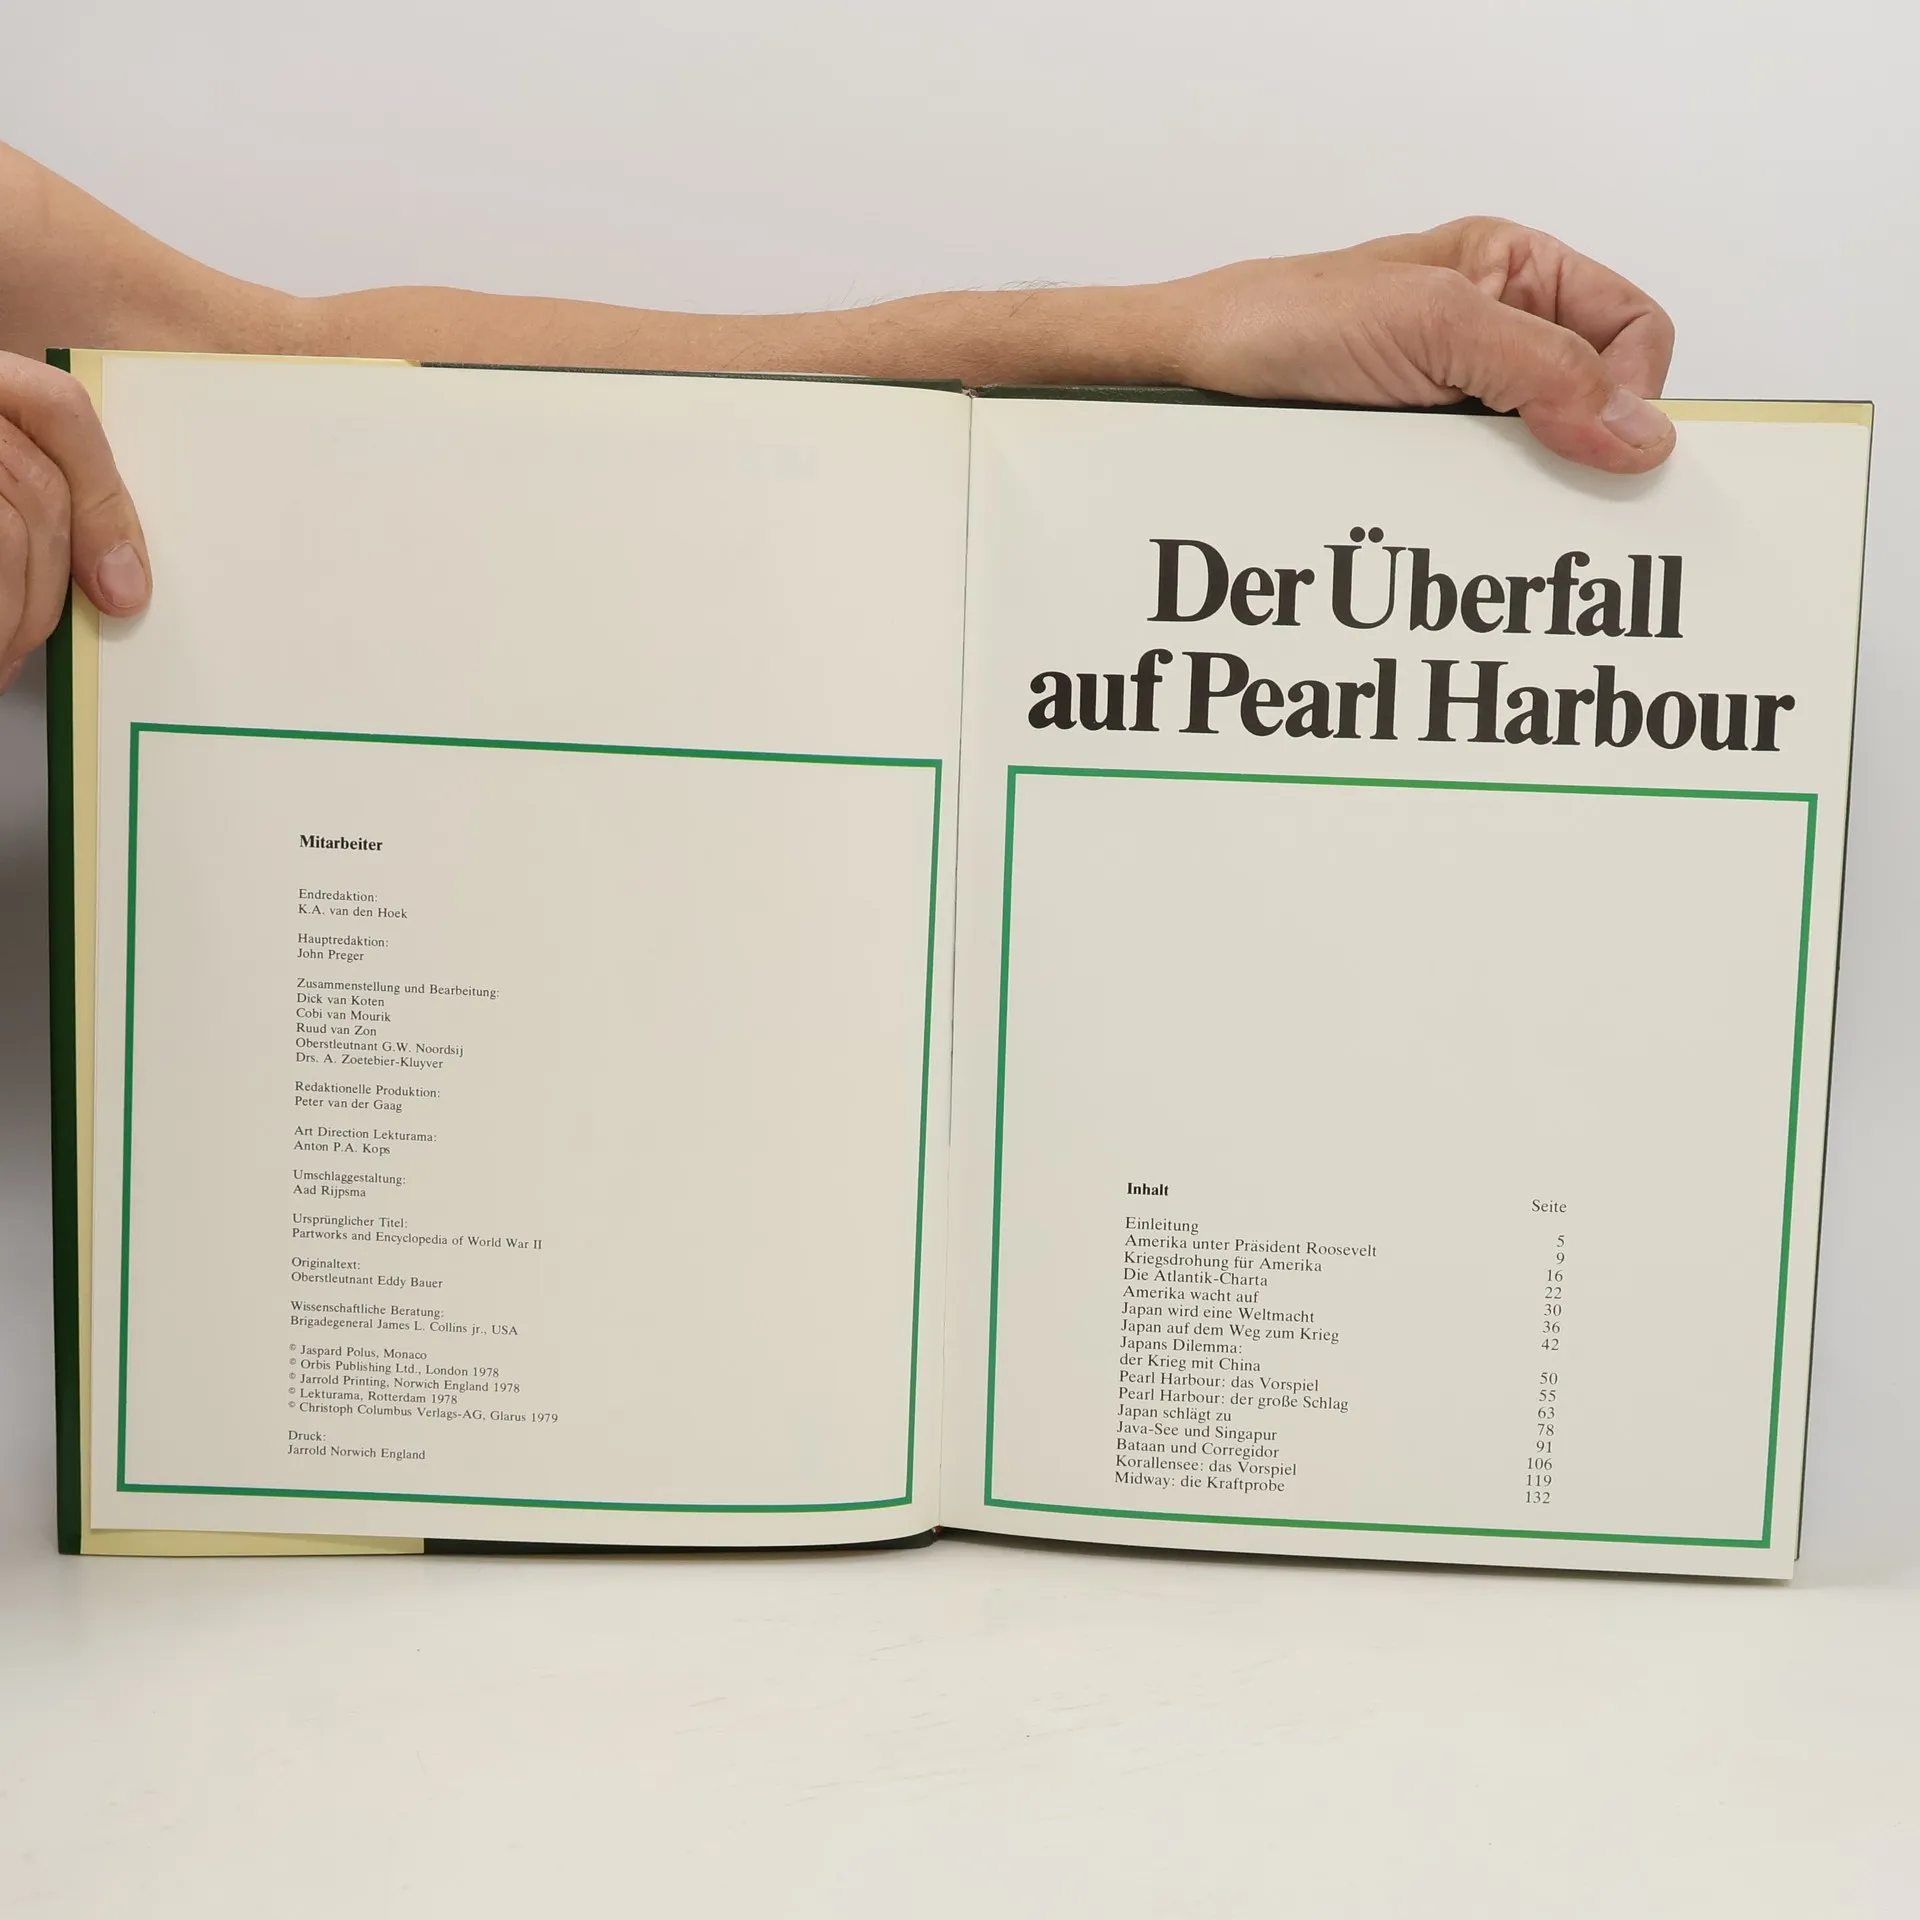 Mitarbeiter
Endredaktion:
K.A. van den Hoek
Hauptredaktion:
John Preger
Zusammenstellung und Bearbeitung:
Dick van Koten
Cobi van Mourik
Ruud van Zon
Oberstleutnant G.W. Noordsij
Drs. A. Zoetebier-Kluyver
Redaktionelle Produktion:
Peter van der Gaag
Art Direction Lekturama:
Anton P.A. Kops
Umschlaggestaltung:
Aad Rijpsma
Ursprünglicher Titel:
Partworks and Encyclopedia of World War II
Originaltext:
Oberstleutnant Eddy Bauer
Wissenschaftliche Beratung:
Brigadegeneral James L. Collins jr., USA
© Jaspard Polus, Monaco
© Orbis Publishing Ltd., London 1978
© Jarrold Printing, Norwich England 1978
© Lekturama, Rotterdam 1978
© Christoph Columbus Verlags-AG, Glarus 1979
Druck:
Jarrold Norwich England
Der Überfall
auf Pearl Harbour
Inhalt
Seite
Einleitung 5
Amerika unter Präsident Roosevelt 9
Kriegsdrohung für Amerika 16
Die Atlantik-Charta 22
Amerika wacht auf 30
Japan wird eine Weltmacht 36
Japan auf dem Weg zum Krieg 42
Japans Dilemma:
der Krieg mit China 50
Pearl Harbour: das Vorspiel 55
Pearl Harbour: der große Schlag 63
Japan schlägt zu 78
Java-See und Singapur 91
Bataan und Corregidor 106
Korallensee: das Vorspiel 119
Midway: die Kraftprobe 132